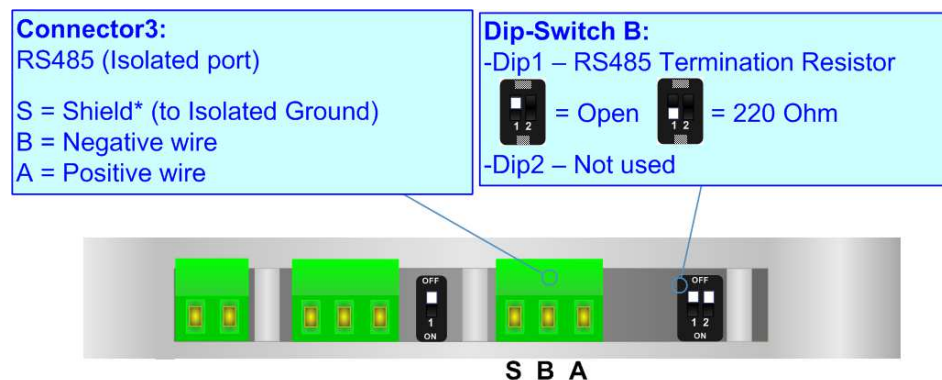 Connector3:
RS485 (Isolated port)
S = Shield* (to Isolated Ground)
B = Negative wire
A = Positive wire
Dip-Switch B:
-Dip1 – RS485 Termination Resistor
1 2
= Open
1 2
= 220 Ohm
-Dip2 – Not used
OFF
1
ON
OFF
1 2
ON
S B A